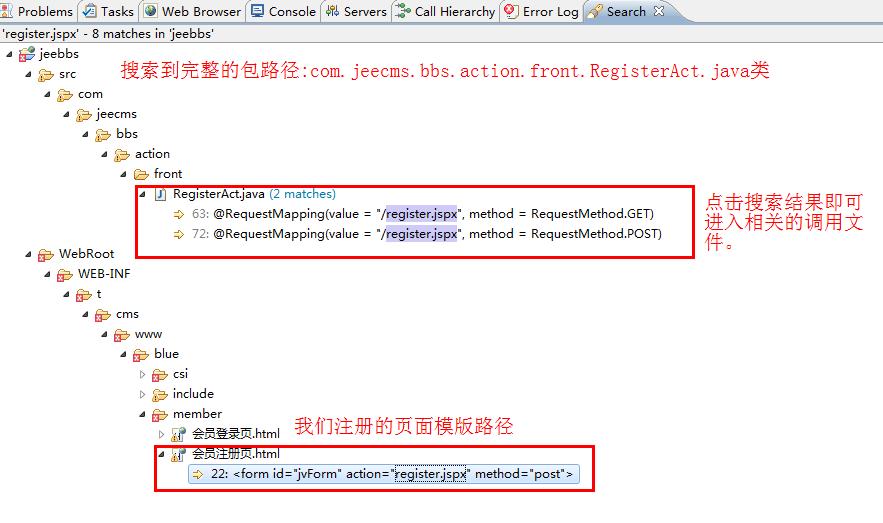 Problems Tasks Web Browser Console Servers Call Hierarchy Error Log Search
'register.jspx' - 8 matches in 'jeebbs'
jeebbs
搜索到完整的包路径:com.jeecms.bbs.action.front.RegisterAct.java类
src
com
jeecms
bbs
action
front
RegisterAct.java (2 matches)
63: @RequestMapping(value = "/register.jspx", method = RequestMethod.GET)
72: @RequestMapping(value = "/register.jspx", method = RequestMethod.POST)
点击搜索结果即可
进入相关的调用文
件。
WebRoot
WEB-INF
t
cms
www
blue
csi
include
member
我们注册的页面模版路径
会员登录页.html
会员注册页.html
22: <form id="jvForm" action="register.jspx" method="post">